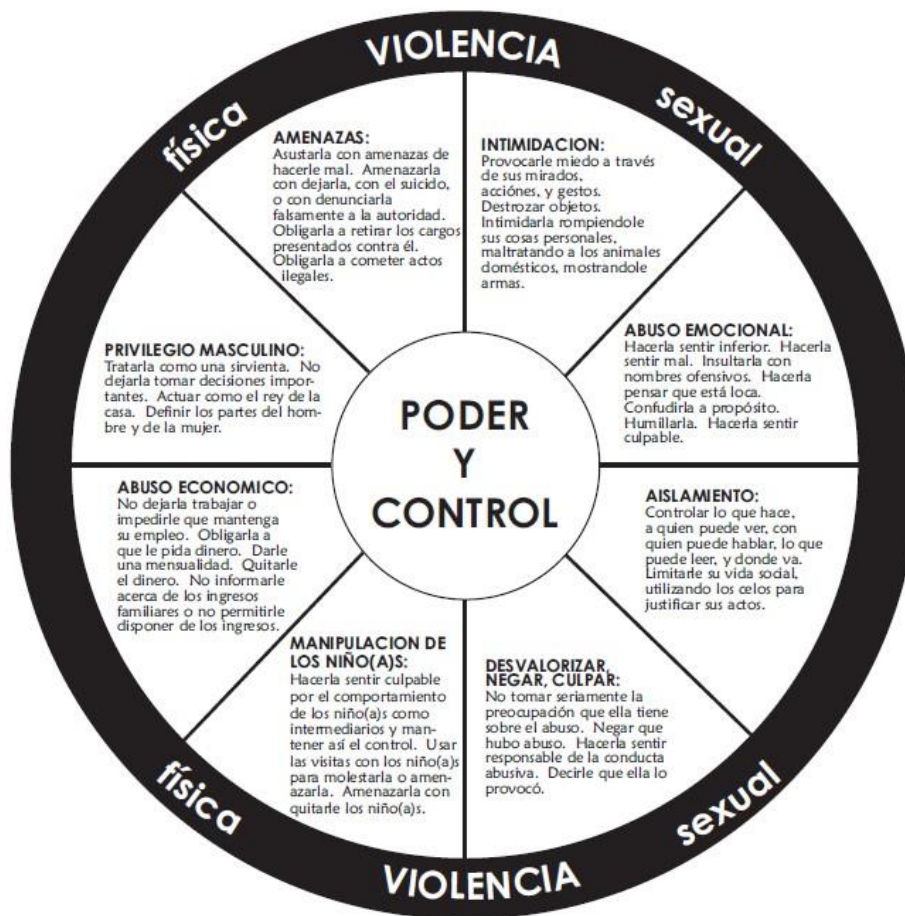 VIOLENCIA
física
sexual
AMENAZAS:
Asustarla con amenazas de
hacerle mal. Amenazarla
con dejarla, con el suicido,
o con denunciarla
falsamente a la autoridad.
Obligarla a retirar los cargos
presentados contra él.
Obligarla a cometer actos
ilegales.
INTIMIDACION:
Provocarle miedo a través
de sus mirados,
acciónes, y gestos.
Destrozar objetos.
Intimidarla rompiendole
sus cosas personales,
maltratando a los animales
domésticos, mostrandole
armas.
PRIVILEGIO MASCULINO:
Tratarla como una sirvienta. No
dejarla tomar decisiones impor-
tantes. Actuar como el rey de la
casa. Definir los partes del hom-
bre y de la mujer.
ABUSO EMOCIONAL:
Hacerla sentir inferior. Hacerla
sentir mal. Insultarla con
nombres ofensivos. Hacerla
pensar que está loca.
Confudirla a propósito.
Humillarla. Hacerla sentir
culpable.
PODER
Y
CONTROL
ABUSO ECONOMICO:
No dejarla trabajar o
impedirle que mantenga
su empleo. Obligarla a
que le pida dinero. Darle
una mensualidad. Quitarle
el dinero. No informarle
acerca de los ingresos
familiares o no permitirle
disponer de los ingresos.
AISLAMIENTO:
Controlar lo que hace,
a quien puede ver, con
quien puede hablar, lo que
puede leer, y donde va.
Limitarle su vida social,
utilizando los celos para
justificar sus actos.
MANIPULACION DE
LOS NIÑO(A)S:
Hacerla sentir culpable
por el comportamiento
de los niño(a)s como
intermediarios y man-
tener así el control. Usar
las visitas con los niño(a)s
para molestarla o amen-
azarla. Amenazarla con
quitarle los niño(a)s.
DESVALORIZAR,
NEGAR, CULPAR:
No tomar seriamente la
preocupación que ella tiene
sobre el abuso. Negar que
hubo abuso. Hacerla sentir
responsable de la conducta
abusiva. Decirle que ella lo
provocó.
física
sexual
VIOLENCIA